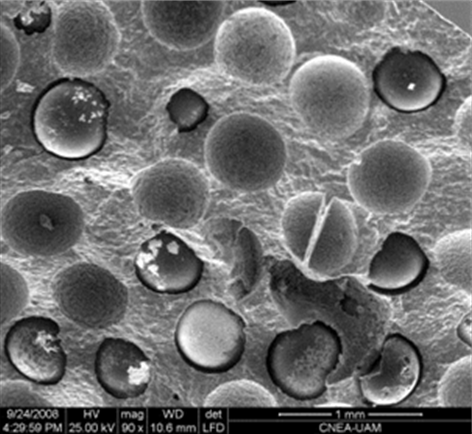 9/24/2008 HV mag WD det 1 mm
4:29:59 PM 25.00 kV 90 x 10.6 mm LFD CNEA-UAM